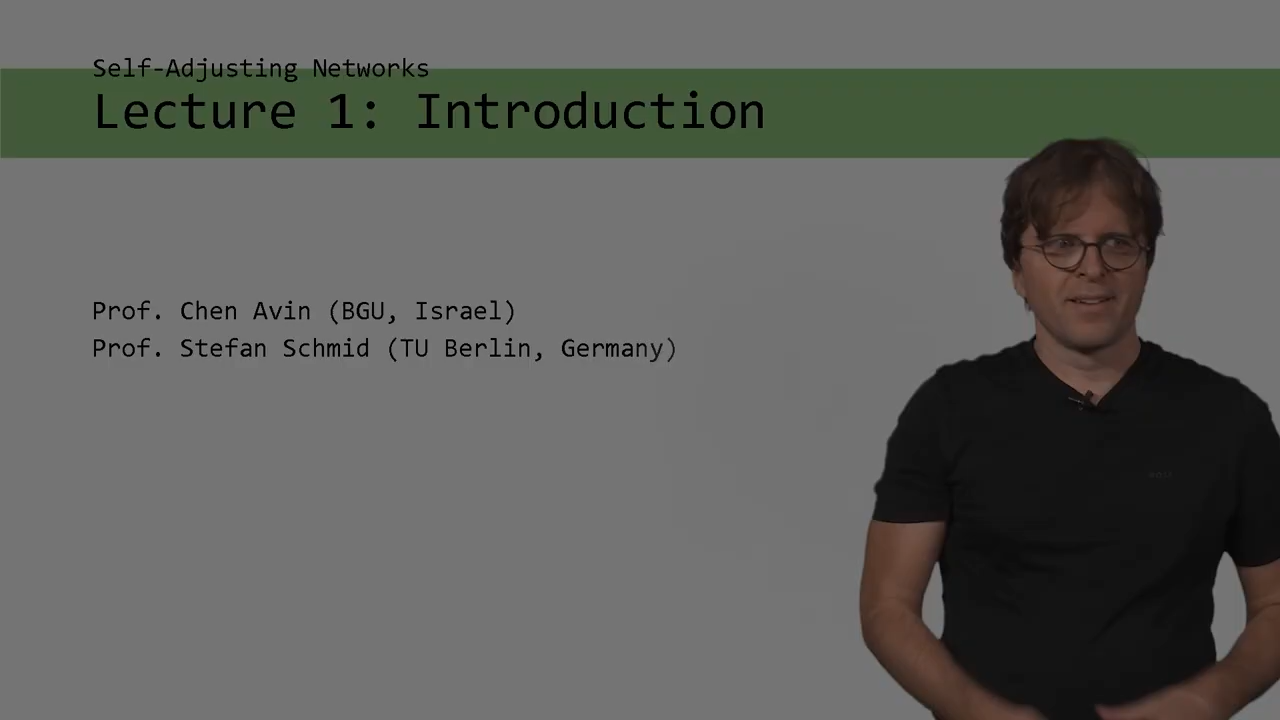 Self-Adjusting Networks
Lecture 1: Introduction
Prof. Chen Avin (BGU, Israel)
Prof. Stefan Schmid (TU Berlin, Germany)